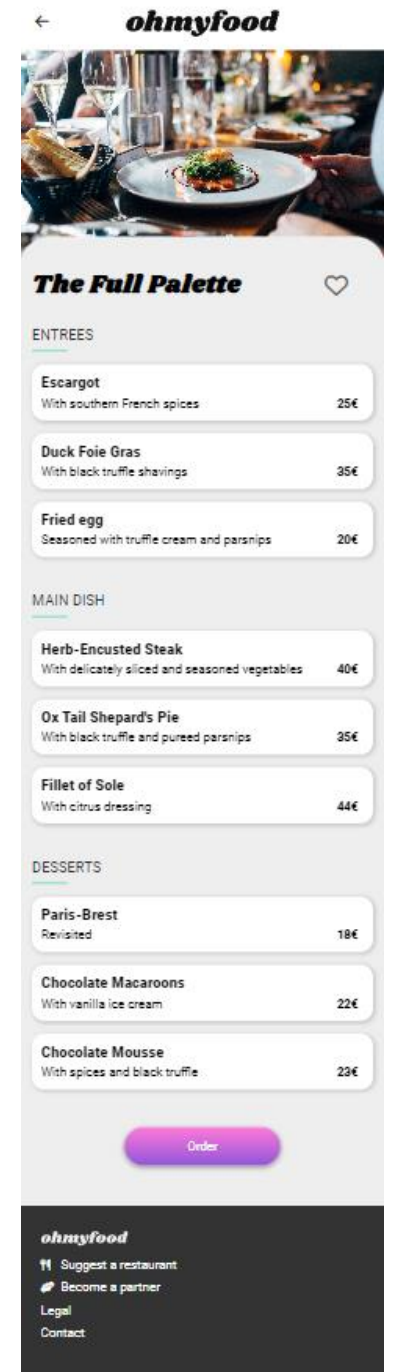 ohmyfood
The Full Palette
ENTREES
Escargot
With southern French spices 25€
Duck Foie Gras
With black truffle shavings 35€
Fried egg
Seasoned with truffle cream and parsnips 20€
MAIN DISH
Herb-Encusted Steak
With delicately sliced and seasoned vegetables 40€
Ox Tail Shepard's Pie
With black truffle and pureed parsnips 35€
Fillet of Sole
With citrus dressing 44€
DESSERTS
Paris-Brest
Revisited 18€
Chocolate Macaroons
With vanilla ice cream 22€
Chocolate Mousse
With spices and black truffle 23€
Order
ohmyfood
Suggest a restaurant
Become a partner
Legal
Contact